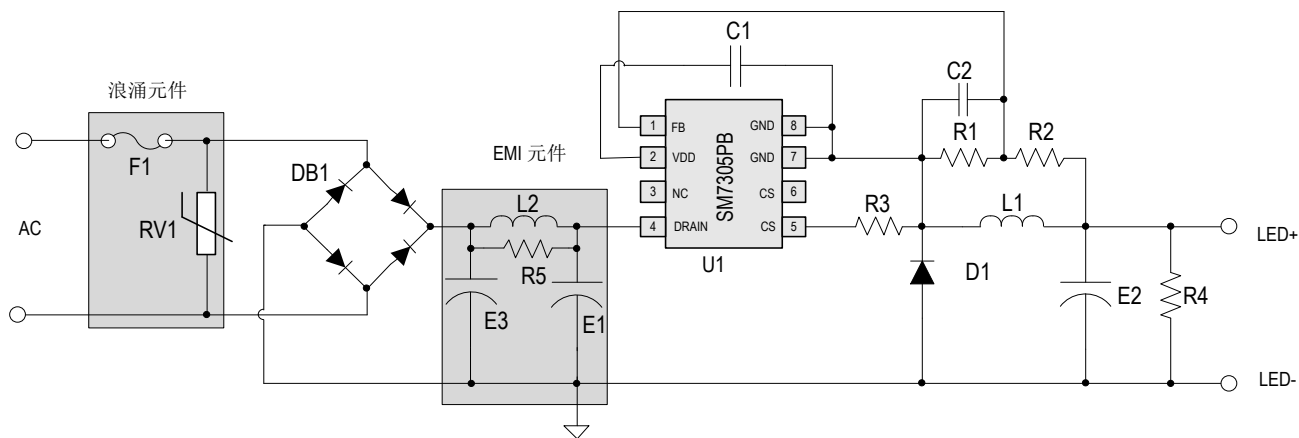 C1
C2
浪涌元件
1 FB GND 8
R1 R2
F1
EMI 元件
2 VDD GND 7
SM7305PB
DB1
3 NC CS 6
L2
R3
L1
AC
RV1
4 DRAIN CS 5
LED+
R5
U1
D1
E3
E1
E2
R4
LED-